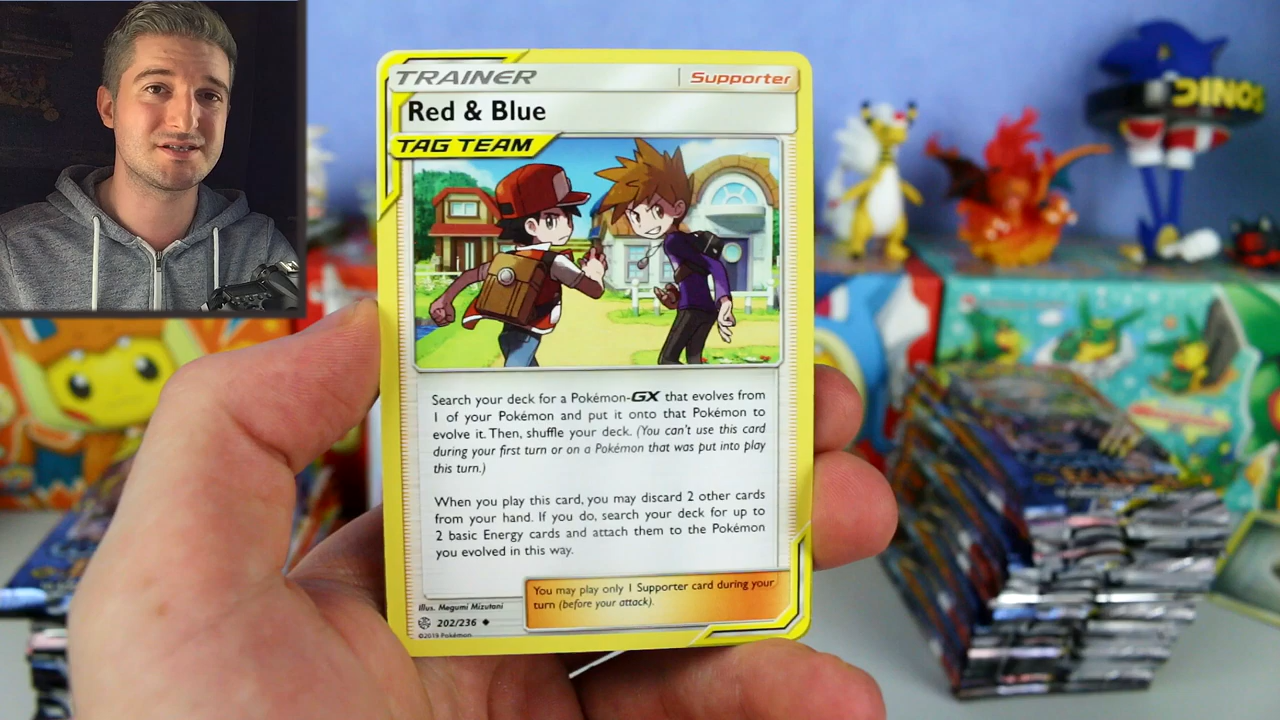 TRAINER
Supporter
Red & Blue
TAG TEAM
Search your deck for a Pokémon-GX that evolves from
1 of your Pokémon and put it onto that Pokémon to
evolve it. Then, shuffle your deck. (You can't use this card
during your first turn or on a Pokémon that was put into play
this turn.)
When you play this card, you may discard 2 other cards
from your hand. If you do, search your deck for up to
2 basic Energy cards and attach them to the Pokémon
you evolved in this way.
You may play only 1 Supporter card during your
turn (before your attack).
Illus. Megumi Mizutani
202/236
©2019 Pokémon
DINOS